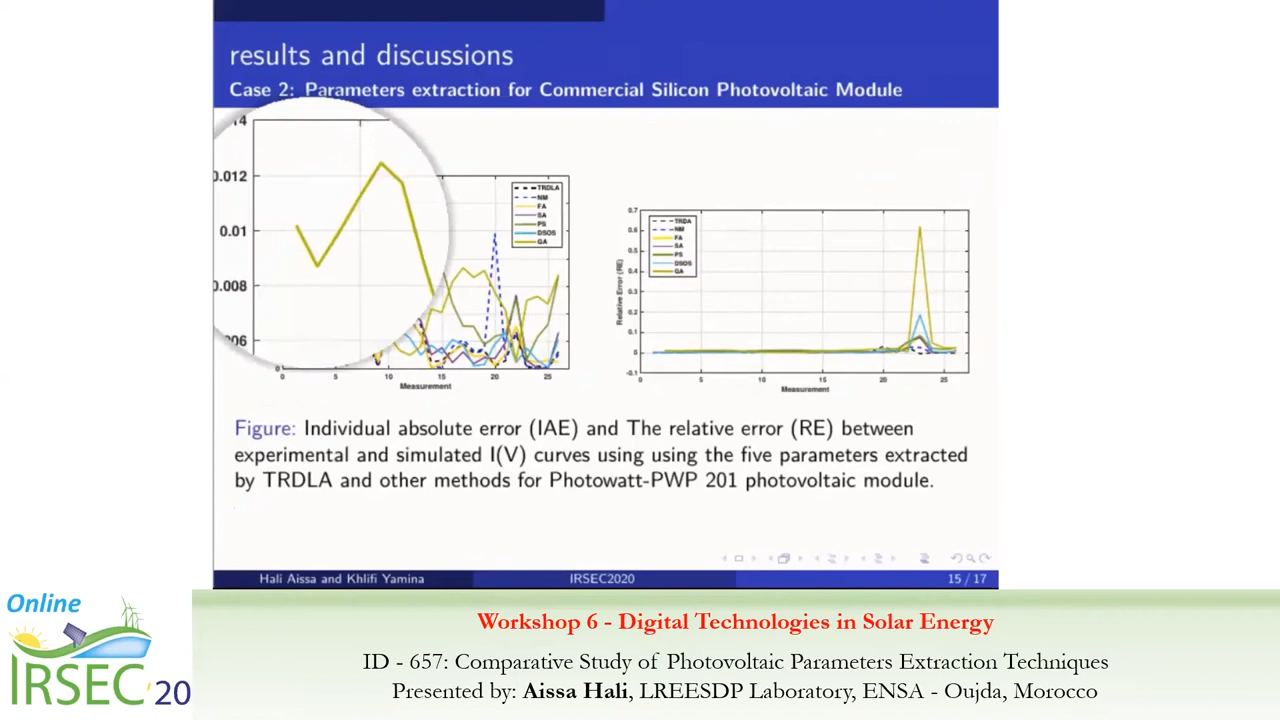 results and discussions
Case 2: Parameters extraction for Commercial Silicon Photovoltaic Module
14
0.012
0.01
0.008
06
0
0
5
10
15
20
25
Measurement
TRDLA
NM
FA
SA
PS
DSOS
GA
0.7
0.6
0.5
0.4
0.3
0.2
0.1
0
-0.1
Relative Error (RE)
TRDA
NM
FA
SA
PS
DSOS
GA
0
5
10
15
20
25
Measurement
Figure: Individual absolute error (IAE) and The relative error (RE) between
experimental and simulated I(V) curves using using the five parameters extracted
by TRDLA and other methods for Photowatt-PWP 201 photovoltaic module.
Hali Aissa and Khlifi Yamina
IRSEC2020
15 / 17
Online
IRSEC'20
Workshop 6 - Digital Technologies in Solar Energy
ID - 657: Comparative Study of Photovoltaic Parameters Extraction Techniques
Presented by: Aissa Hali, LREESDP Laboratory, ENSA - Oujda, Morocco